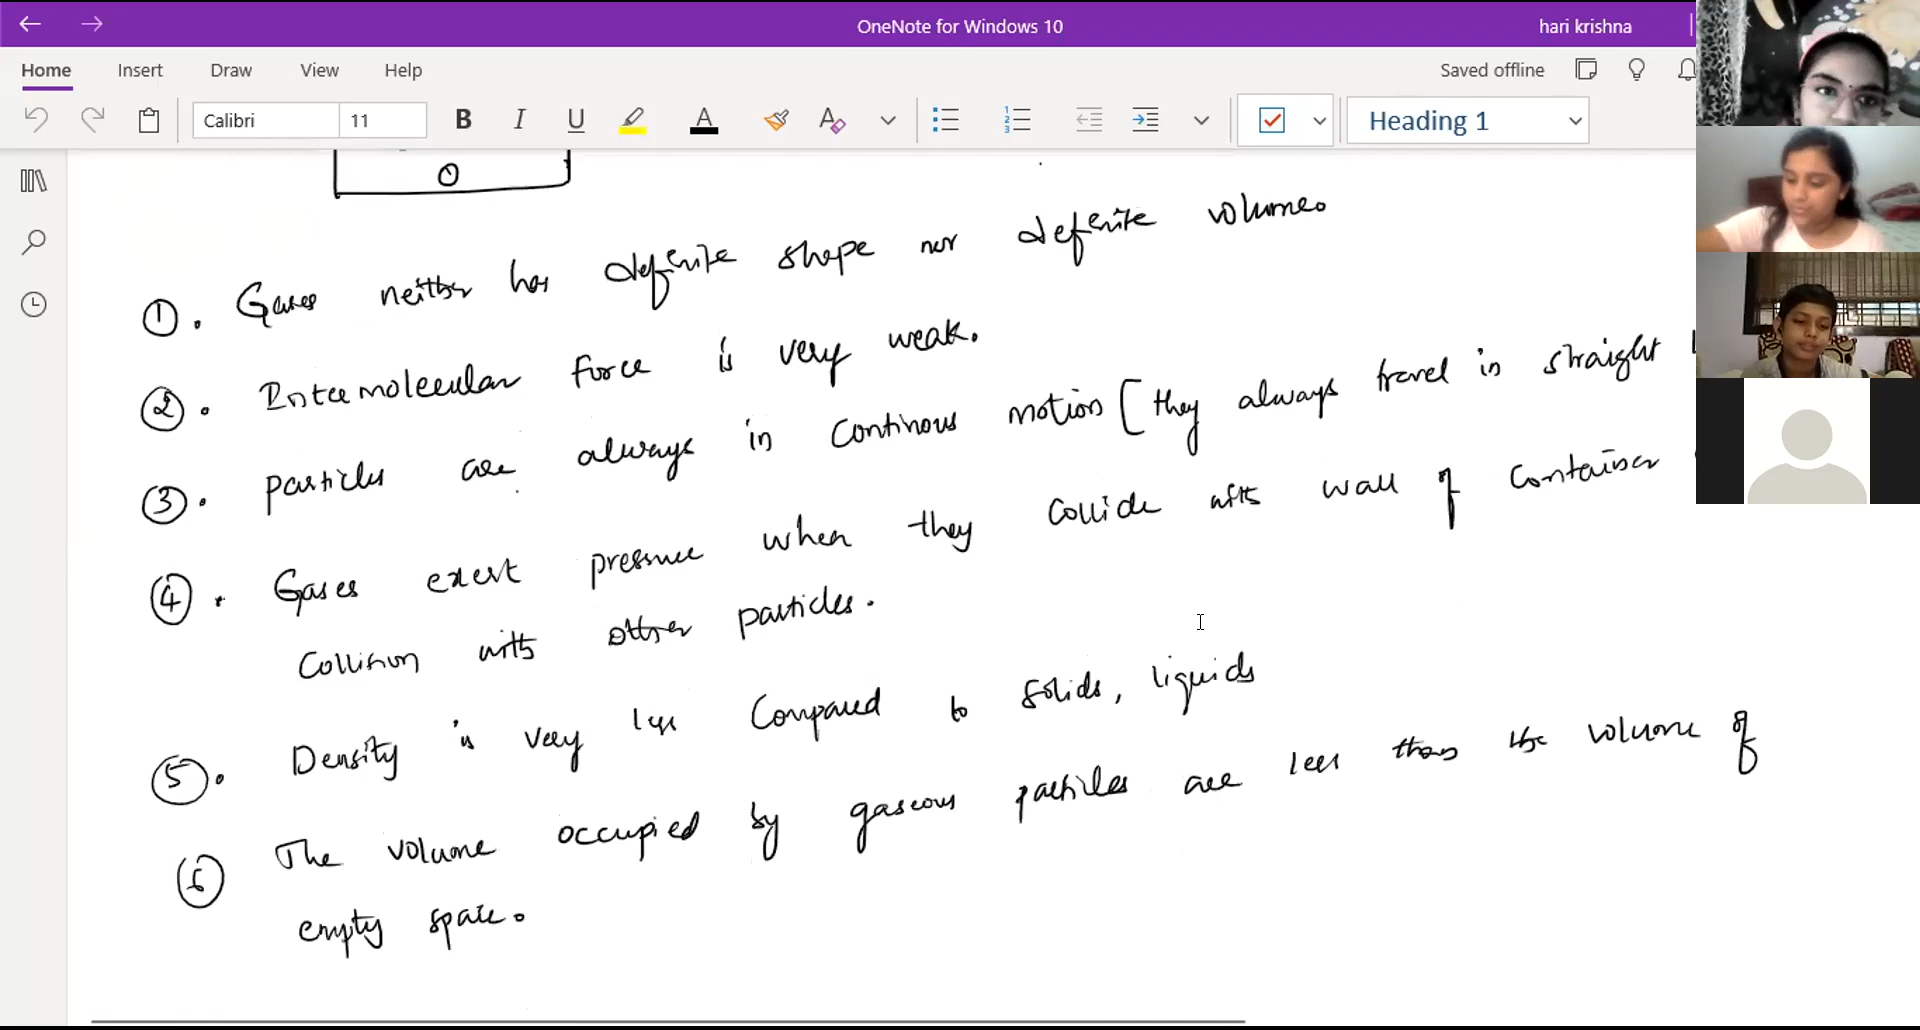 OneNote for Windows 10
hari krishna
Home Insert Draw View Help
Saved offline
Calibri 11 B I U A A Heading 1
①. Gases neither has definite shape nor definite volume.
②. Intermolecular force is very weak.
③. particles are always in continous motion [they always travel in straight
④. Gases exert pressure when they collide with wall of container
collision with other particles.
⑤. Density is very less compared to solids, liquids
⑥ The volume occupied by gaseous particles are less than the volume of
empty space.